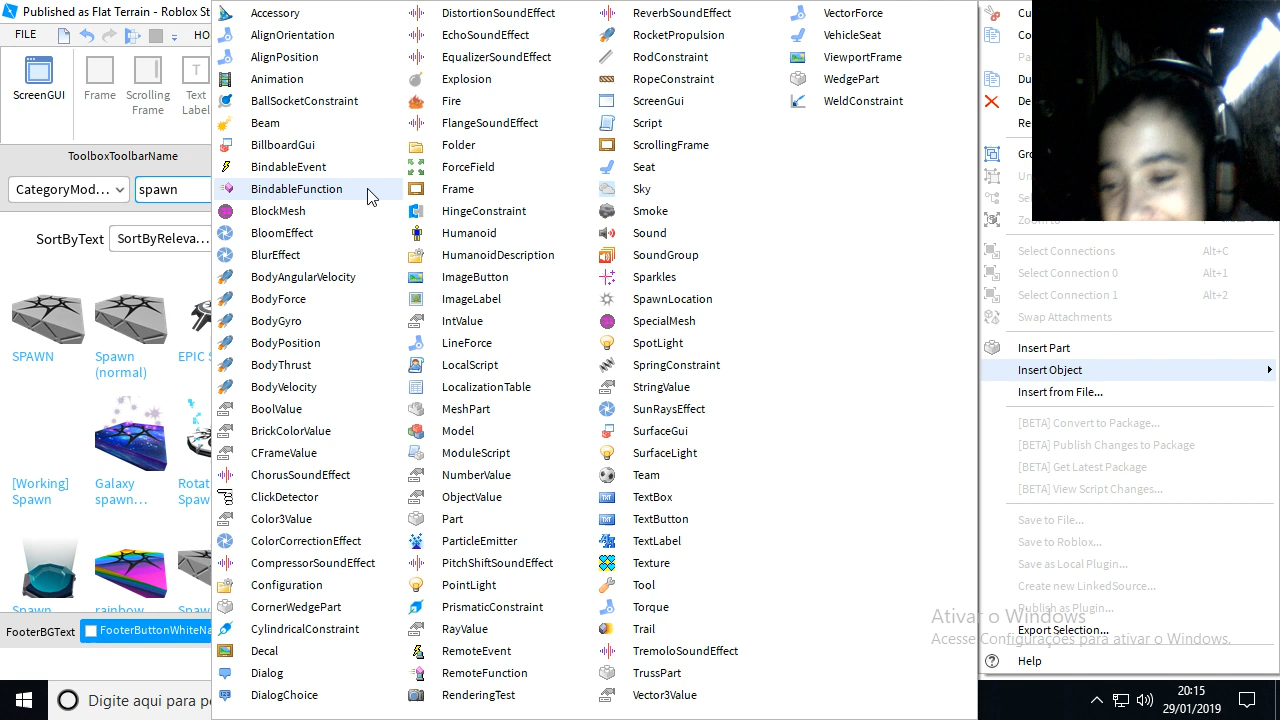 Published as Flat Terrain - Roblox St
FILE
HO
ScreenGUI
Frame
Scrolling
Frame
Text
Label
ToolboxToolbarName
CategoryMod...
spawn
SortByText
SortByReleva...
SPAWN
Spawn
(normal)
EPIC S
[Working]
Spawn
Galaxy
spawn...
Rotat
Spaw
Spawn
rainbow
Spaw
FooterBGText
FooterButtonWhiteNa
Digite aqui para pe
AlignOrientation
AlignPosition
Animation
BallSocketConstraint
Beam
BillboardGui
BindableEvent
BindableFunction
BlockMesh
BloomEffect
BlurEffect
BodyAngularVelocity
BodyForce
BodyGyro
BodyPosition
BodyThrust
BodyVelocity
BoolValue
BrickColorValue
CFrameValue
ChorusSoundEffect
ClickDetector
Color3Value
ColorCorrectionEffect
CompressorSoundEffect
Configuration
CornerWedgePart
CylindricalConstraint
Decal
Dialog
DialogChoice
DistortionSoundEffect
EchoSoundEffect
EqualizerSoundEffect
Explosion
Fire
FlangeSoundEffect
Folder
ForceField
Frame
HingeConstraint
Humanoid
HumanoidDescription
ImageButton
ImageLabel
IntValue
LineForce
LocalScript
LocalizationTable
MeshPart
Model
ModuleScript
NumberValue
ObjectValue
Part
ParticleEmitter
PitchShiftSoundEffect
PointLight
PrismaticConstraint
RayValue
RemoteEvent
RemoteFunction
RenderingTest
ReverbSoundEffect
RocketPropulsion
RodConstraint
RopeConstraint
ScreenGui
Script
ScrollingFrame
Seat
Sky
Smoke
Sound
SoundGroup
Sparkles
SpawnLocation
SpecialMesh
SpotLight
SpringConstraint
StringValue
SunRaysEffect
SurfaceGui
SurfaceLight
Team
TextBox
TextButton
TextLabel
Texture
Tool
Torque
Trail
TremoloSoundEffect
TrussPart
Vector3Value
VectorForce
VehicleSeat
ViewportFrame
WedgePart
WeldConstraint
Select Connections Alt+C
Select Connection 0 Alt+1
Select Connection 1 Alt+2
Swap Attachments
Insert Part
Insert Object
Insert from File...
[BETA] Convert to Package...
[BETA] Publish Changes to Package
[BETA] Get Latest Package
[BETA] View Script Changes...
Save to File...
Save to Roblox...
Save as Local Plugin...
Create new LinkedSource...
Publish as Plugin...
Export Selection...
Help
Ativar o Windows
Acesse Configurações para ativar o Windows.
20:15
29/01/2019